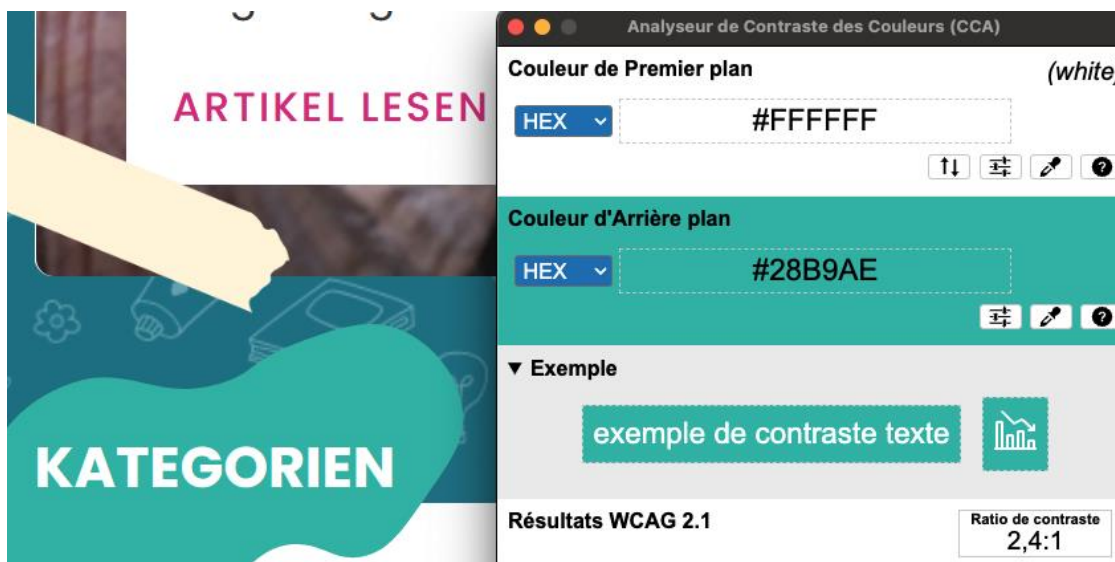 ARTIKEL LESEN
KATEGORIEN
Analyseur de Contraste des Couleurs (CCA)
Couleur de Premier plan (white)
HEX #FFFFFF
Couleur d'Arrière plan
HEX #28B9AE
▼ Exemple
exemple de contraste texte
Résultats WCAG 2.1
Ratio de contraste
2,4:1